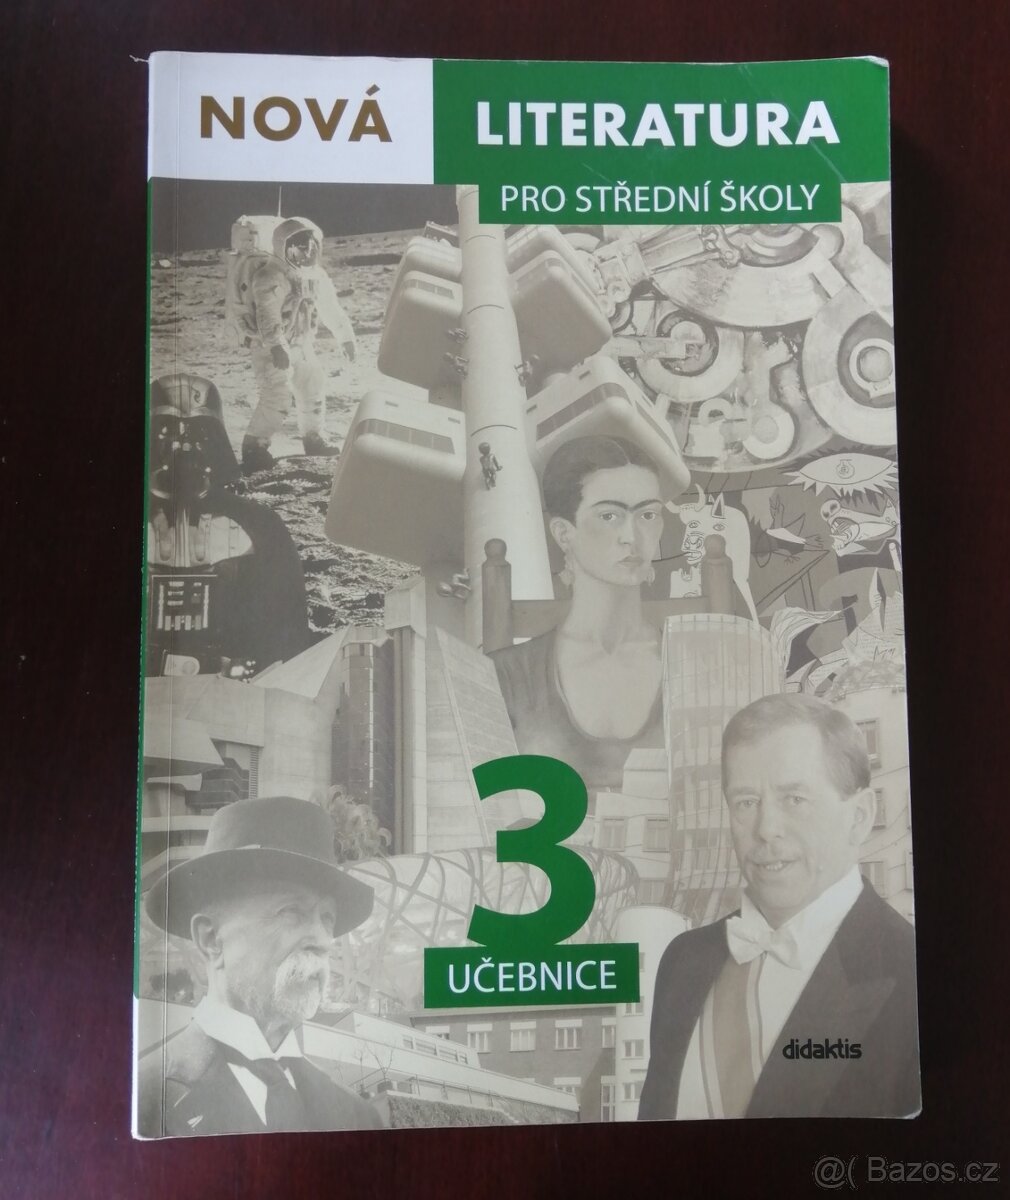 NOVÁ LITERATURA
PRO STŘEDNÍ ŠKOLY
3
UČEBNICE
didaktis
@( Bazos.cz